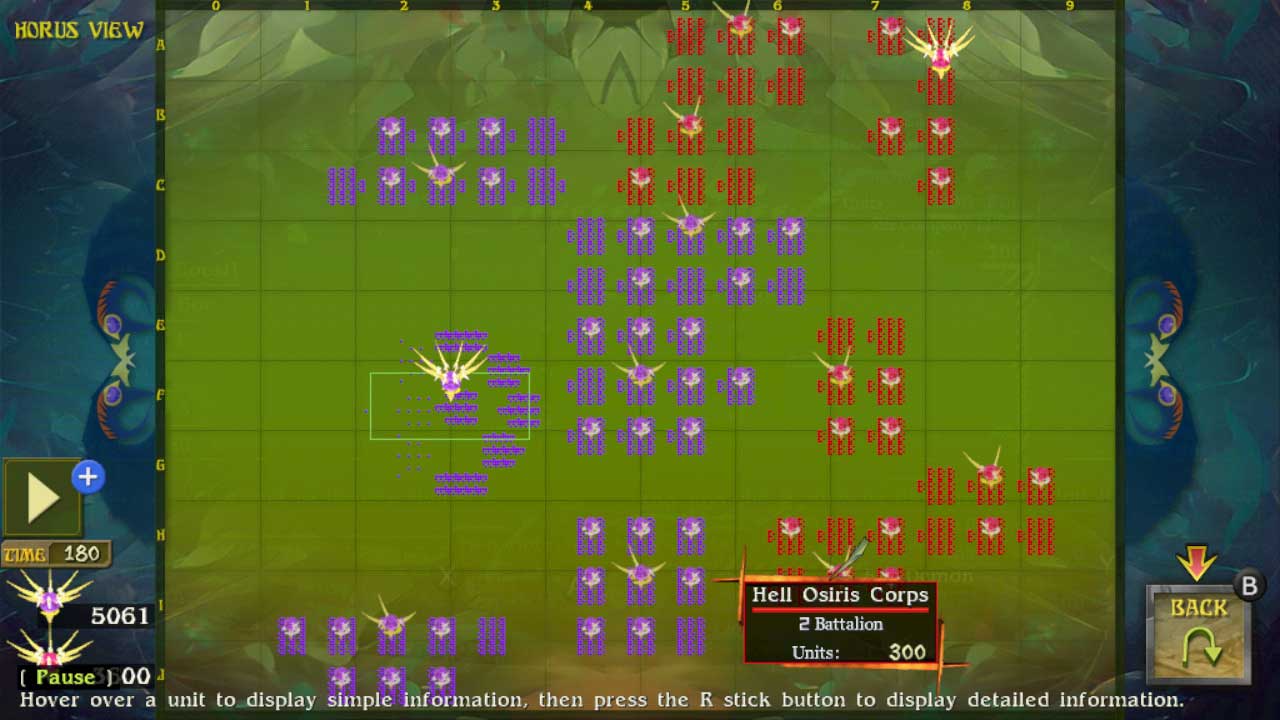 0 1 2 3 4 5 6 7 8 9
HORUS VIEW
A
B
C
D
E
F
G
H
I
J
TIME 180
5061
[ Pause ] 00
Hell Osiris Corps
2 Battalion
Units: 300
B
BACK
Hover over a unit to display simple information, then press the R stick button to display detailed information.